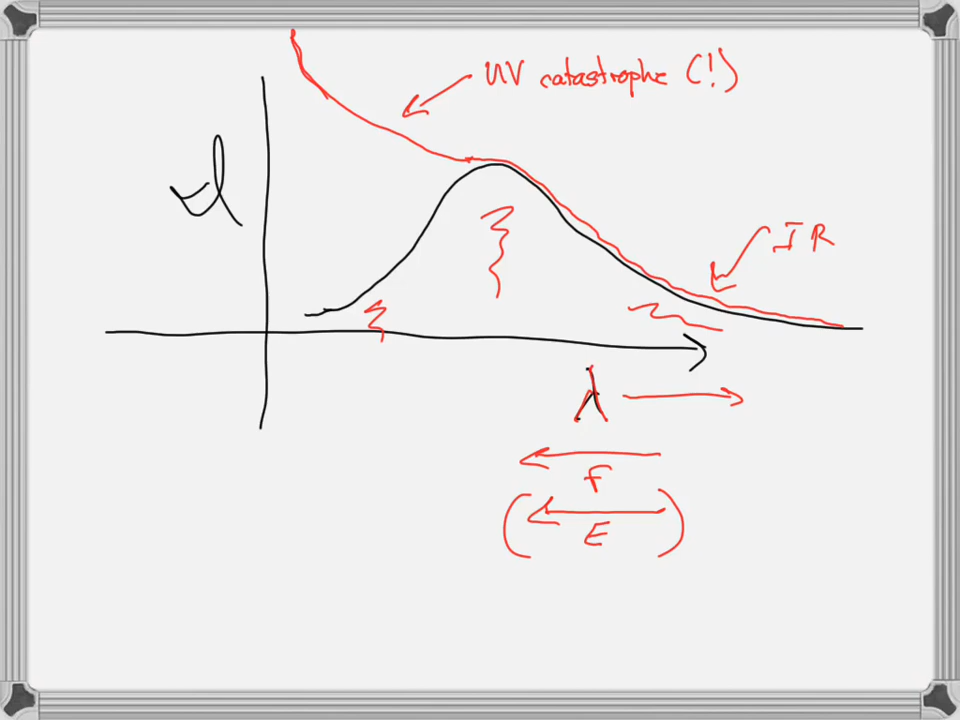 UV catastrophe (!)
IR
λ
f
(E)